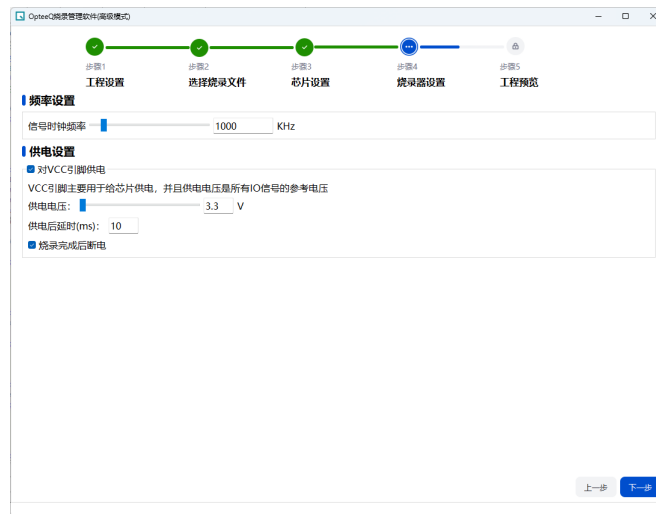 OpteeQ烧录管理软件(高级模式)
步骤1 步骤2 步骤3 步骤4 步骤5
工程设置 选择烧录文件 芯片设置 烧录器设置 工程预览
频率设置
信号时钟频率 1000 KHz
供电设置
对VCC引脚供电
VCC引脚主要用于给芯片供电，并且供电电压是所有IO信号的参考电压
供电电压： 3.3 V
供电后延时(ms)： 10
烧录完成后断电
上一步 下一步